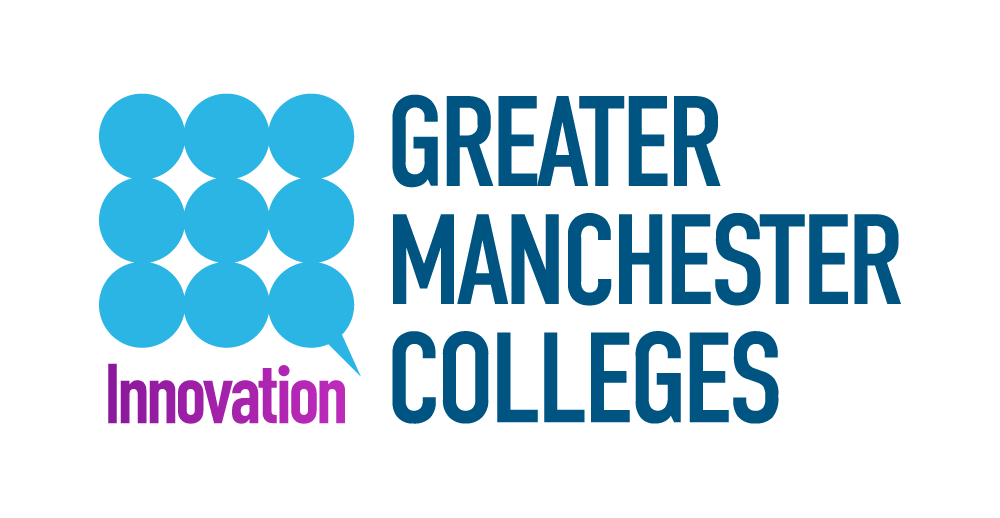 GREATER
MANCHESTER
COLLEGES
Innovation